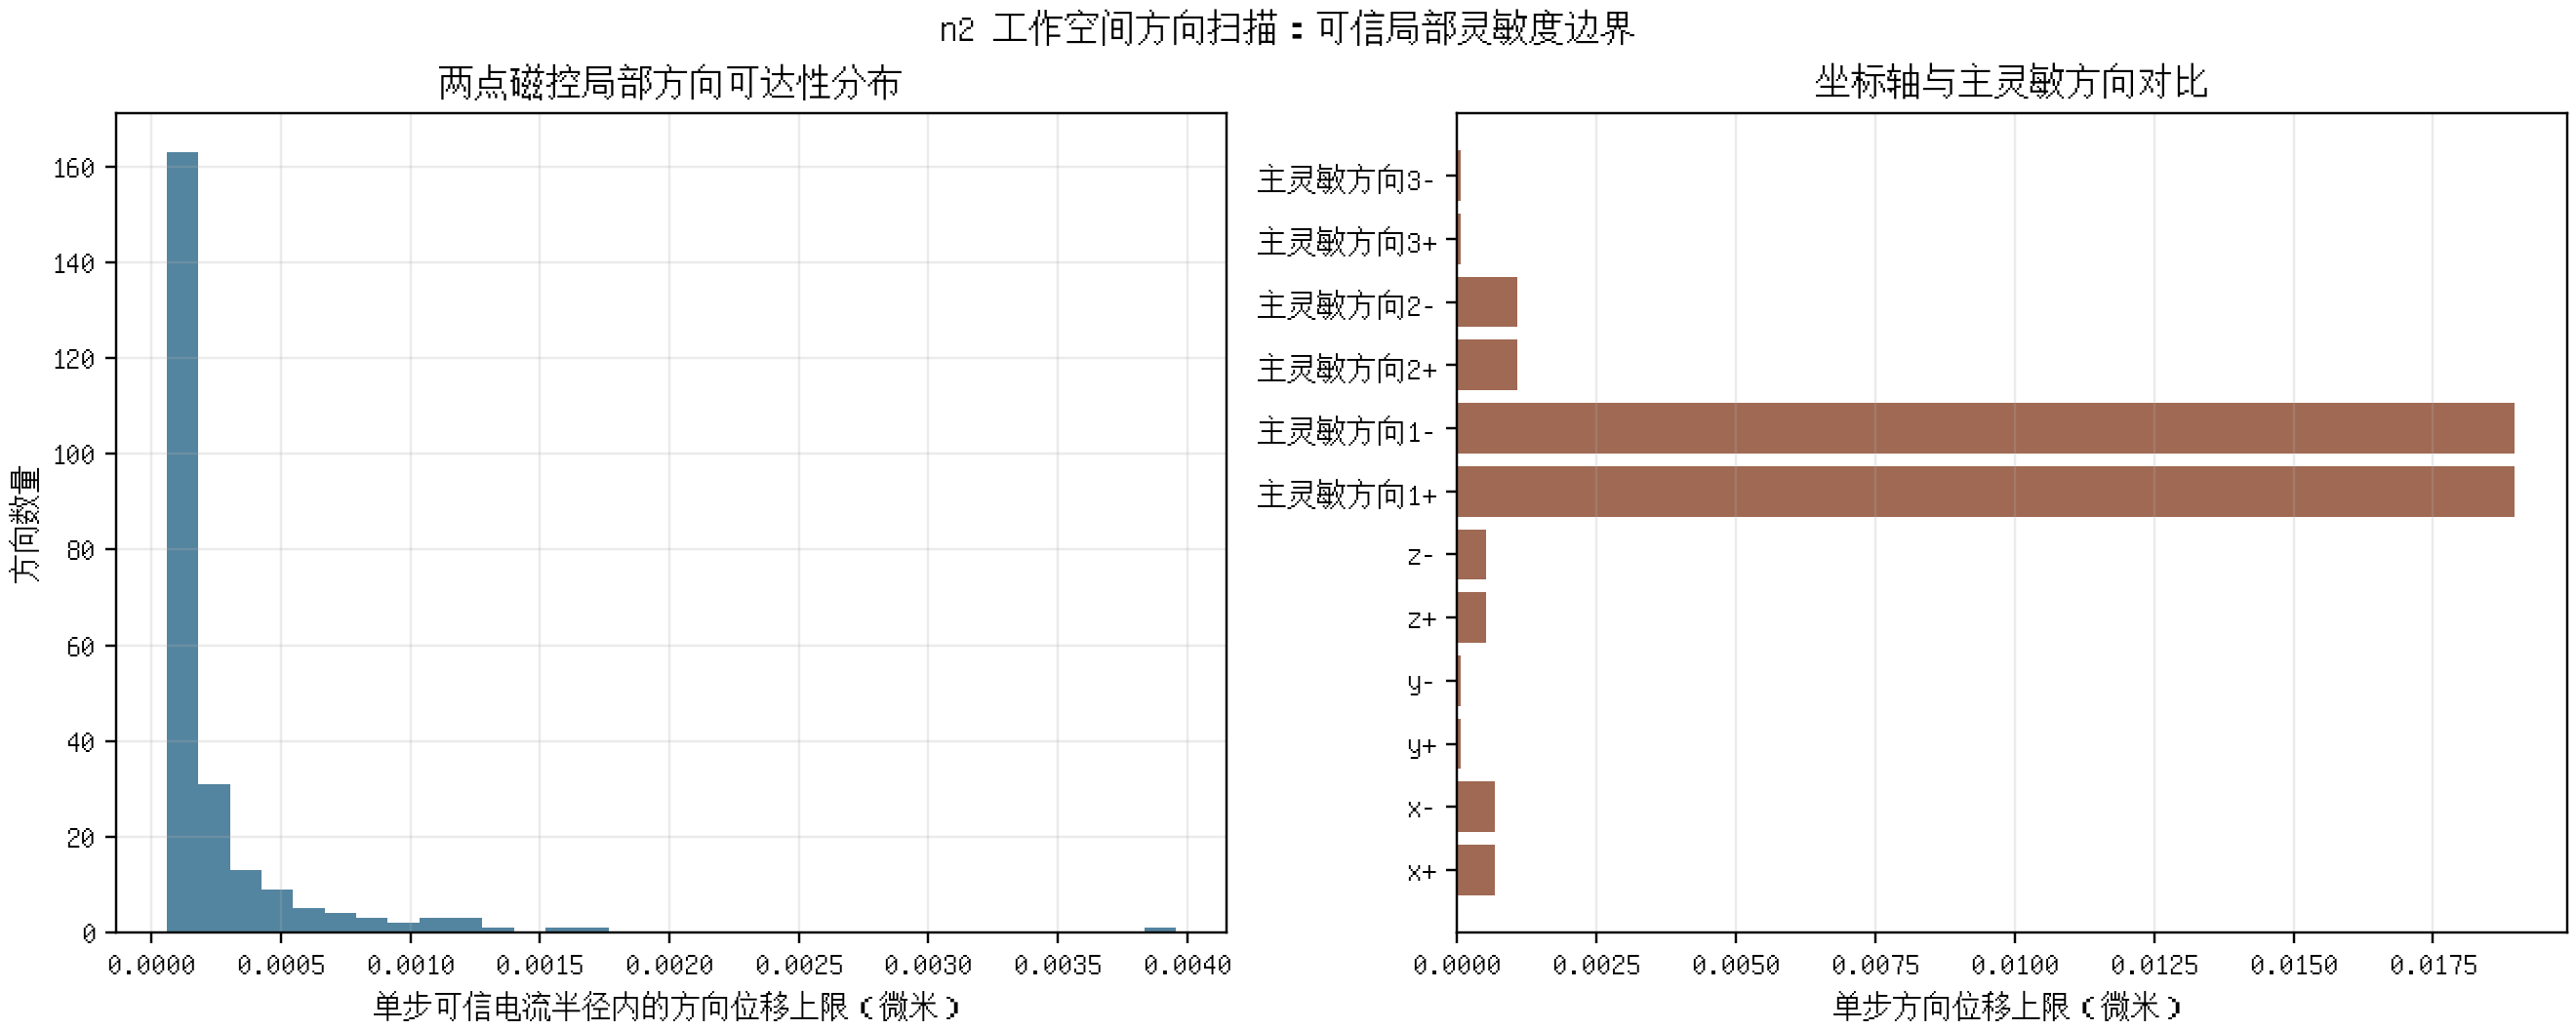 n2 工作空间方向扫描：可信局部灵敏度边界
两点磁控局部方向可达性分布
方向数量
160
140
120
100
80
60
40
20
0
0.0000 0.0005 0.0010 0.0015 0.0020 0.0025 0.0030 0.0035 0.0040
单步可信电流半径内的方向位移上限（微米）
坐标轴与主灵敏方向对比
主灵敏方向3-
主灵敏方向3+
主灵敏方向2-
主灵敏方向2+
主灵敏方向1-
主灵敏方向1+
z-
z+
y-
y+
x-
x+
0.0000 0.0025 0.0050 0.0075 0.0100 0.0125 0.0150 0.0175
单步方向位移上限（微米）